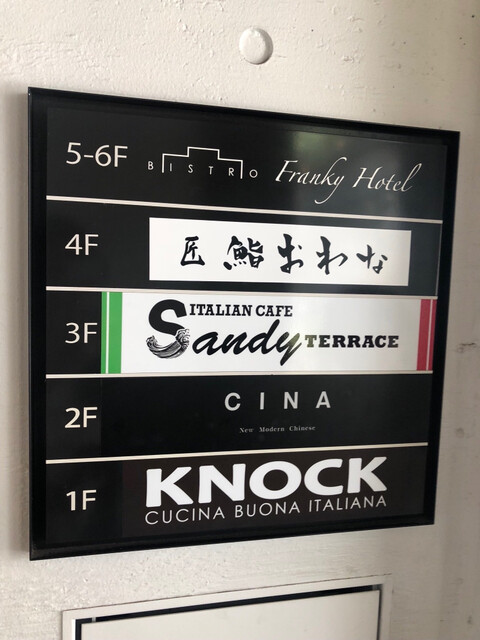 5-6F BISTRO Franky Hotel
4F 匠 鮨 おわな
3F ITALIAN CAFE
Sandy TERRACE
2F CINA
New Modern Chinese
1F KNOCK
CUCINA BUONA ITALIANA